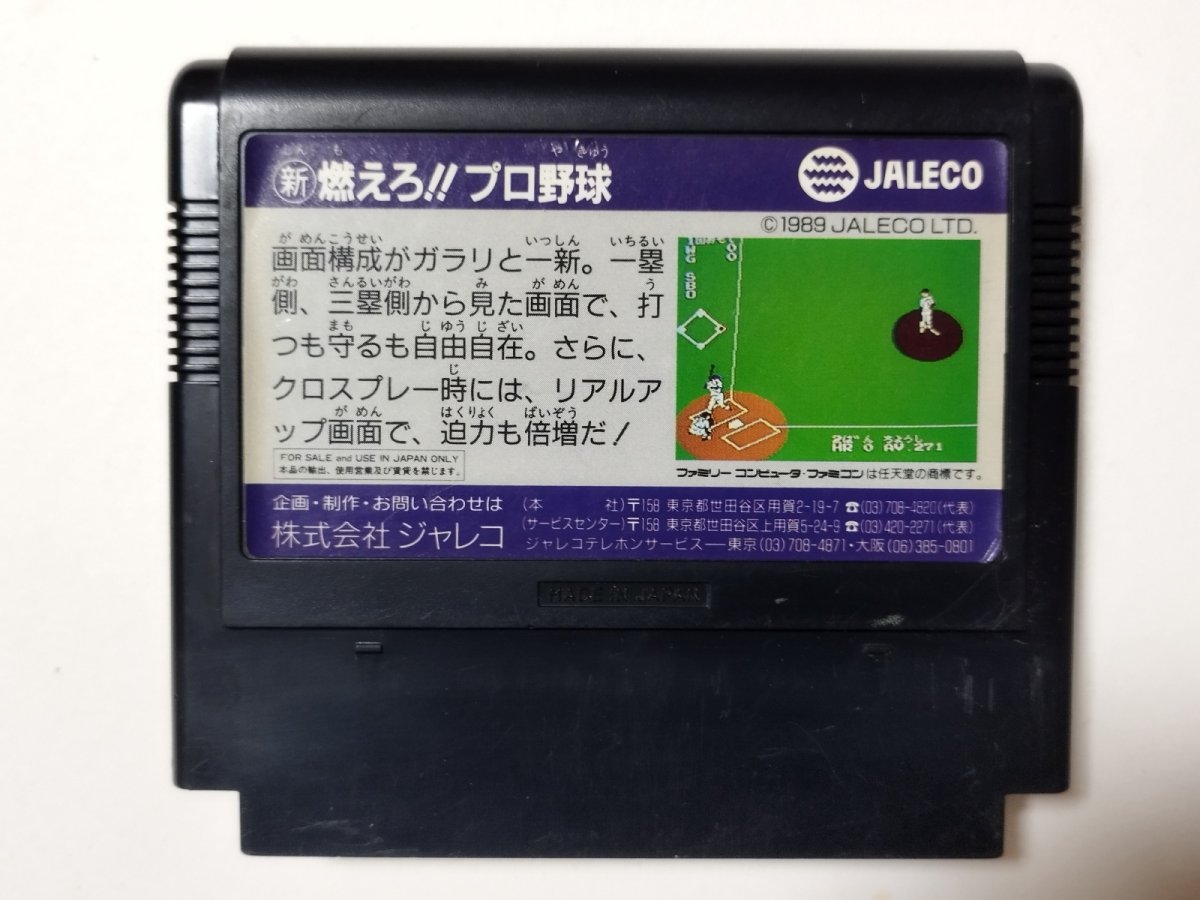 新 燃えろ!!プロ野球
JALECO
©1989 JALECO LTD.
画面構成がガラリと一新。一塁
側、三塁側から見た画面で、打
つも守るも自由自在。さらに、
クロスプレー時には、リアルア
ップ画面で、迫力も倍増だ!
FOR SALE and USE IN JAPAN ONLY
本品の輸出、使用営業及び賃貸を禁じます。
SBO
HR 0 AV.271
ファミリーコンピュータ・ファミコンは任天堂の商標です。
企画・制作・お問い合わせは
株式会社 ジャレコ
(本 社)〒158 東京都世田谷区用賀2-19-7 ☎(03)708-4820(代表)
(サービスセンター)〒158 東京都世田谷区上用賀5-24-9 ☎(03)420-2271(代表)
ジャレコテレホンサービス—東京(03)708-4871・大阪(06)385-0801
MADE IN JAPAN